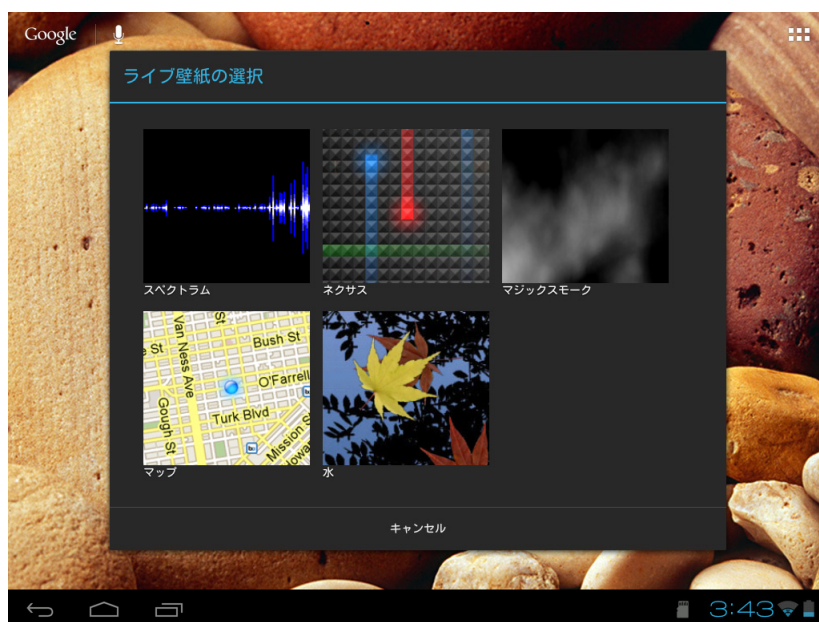 Google
ライブ壁紙の選択
スペクトラム
ネクサス
マジックスモーク
St
Van Ness Ave
St
Bush St
O'Farrell
Turk Blvd
Gough St
Mission S
マップ
水
キャンセル
3:43